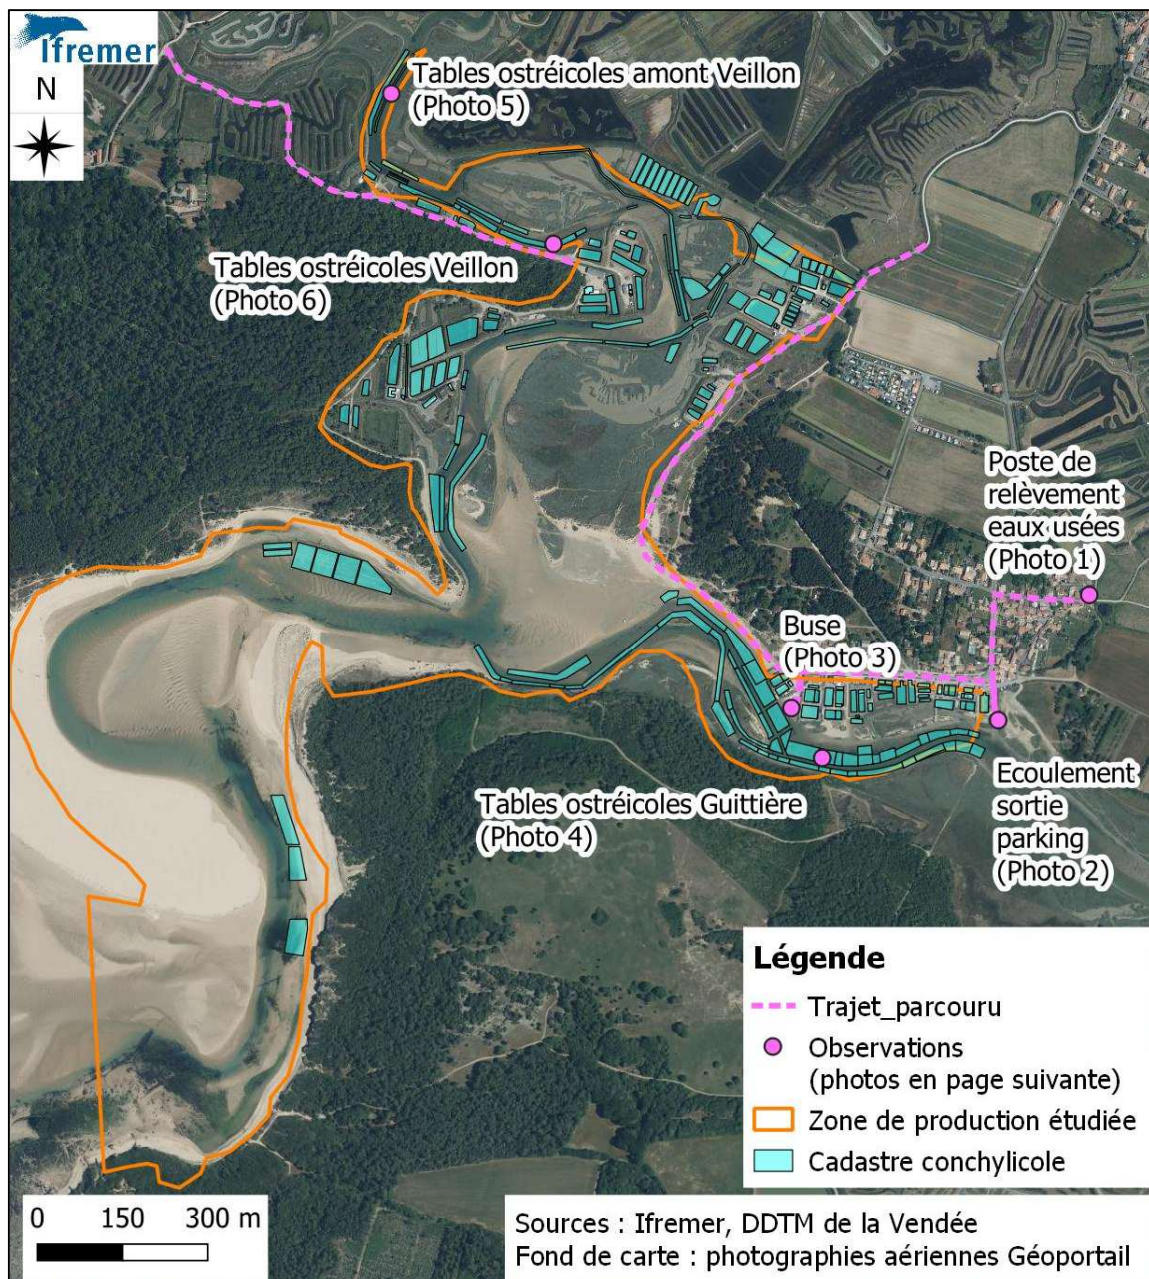 Ifremer
N
Tables ostréicoles amont Veillon
(Photo 5)
Tables ostréicoles Veillon
(Photo 6)
Poste de
relèvement
eaux usées
(Photo 1)
Buse
(Photo 3)
Tables ostréicoles Guittière
(Photo 4)
Ecoulement
sortie
parking
(Photo 2)
Légende
Trajet_parcouru
Observations
(photos en page suivante)
Zone de production étudiée
Cadastre conchylicole
0 150 300 m
Sources : Ifremer, DDTM de la Vendée
Fond de carte : photographies aériennes Géoportail